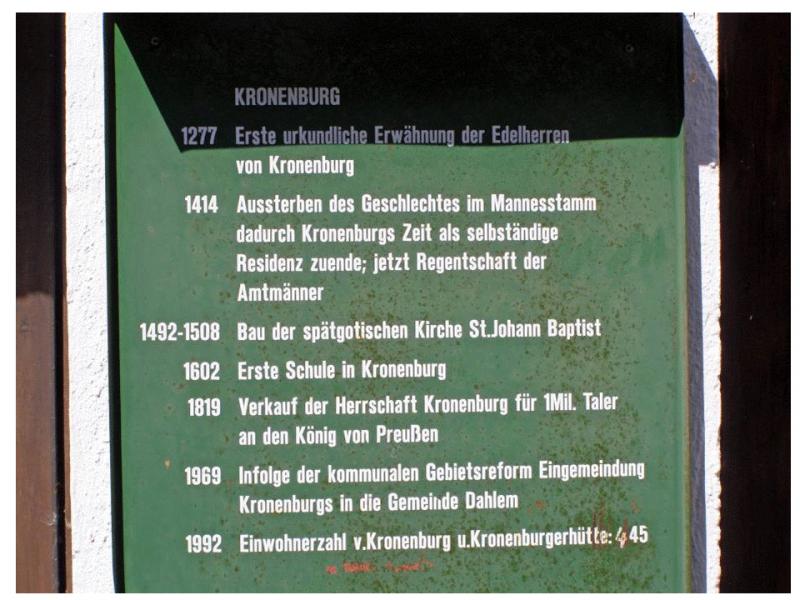 KRONENBURG
1277 Erste urkundliche Erwähnung der Edelherren
von Kronenburg
1414 Aussterben des Geschlechtes im Mannesstamm
dadurch Kronenburgs Zeit als selbständige
Residenz zuende; jetzt Regentschaft der
Amtmänner
1492-1508 Bau der spätgotischen Kirche St.Johann Baptist
1602 Erste Schule in Kronenburg
1819 Verkauf der Herrschaft Kronenburg für 1Mil. Taler
an den König von Preußen
1969 Infolge der kommunalen Gebietsreform Eingemeindung
Kronenburgs in die Gemeinde Dahlem
1992 Einwohnerzahl v.Kronenburg u.Kronenburgerhütte: 445